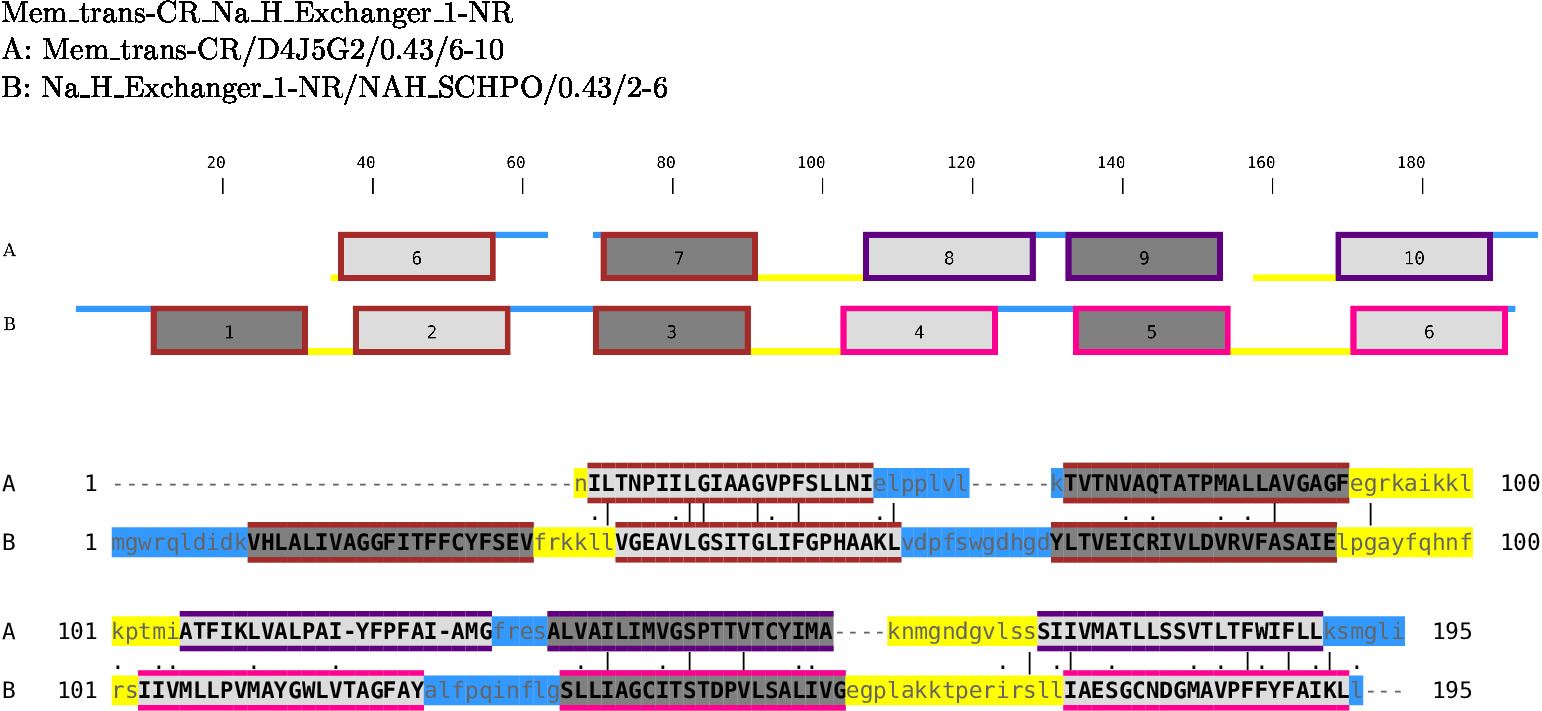 Mem_trans-CR_Na_H_Exchanger_1-NR
A: Mem_trans-CR/D4J5G2/0.43/6-10
B: Na_H_Exchanger_1-NR/NAH_SCHPO/0.43/2-6
20 40 60 80 100 120 140 160 180
A 6 7 8 9 10
B 1 2 3 4 5 6
A 1 ----------------------------------nILTNPIILGIAAGVPFSLLNIelpplvl------kTVTNVAQTATPMALLAVGAGFegrkaikkl 100
B 1 mgwrqldidkVHLALIVAGGFITFFCYFSEVfrkkllVGEAVLGSITGLIFGPHAAKLvdpfswgdhgdYLTVEICRIVLDVRVFASAIElpgayfqhnf 100
A 101 kptmiATFIKLVALPAI-YFPFAI-AMGfresALVAILIMVGSPTTVTCYIMA----knmgndgvlssSIIVMATLLSSVTLTFWIFLLksmgli 195
B 101 rsIIVMLLPVMAYGWLVTAGFAYalfpqinflgSLLIAGCITSTDPVLSALIVGegplakktperirsllIAESGCNDGMAVPFFYFAIKLl--- 195